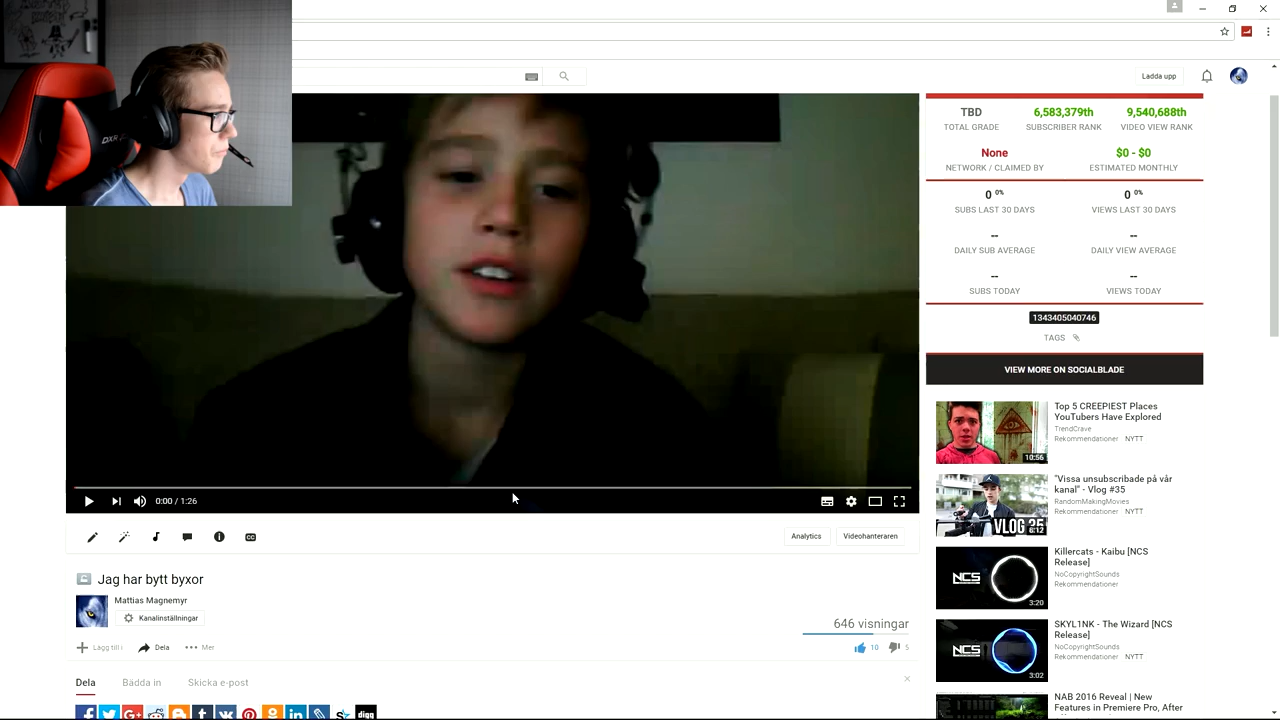 DXR
Ladda upp
TBD
TOTAL GRADE
6,583,379th
SUBSCRIBER RANK
9,540,688th
VIDEO VIEW RANK
None
NETWORK / CLAIMED BY
$0 - $0
ESTIMATED MONTHLY
0 0%
SUBS LAST 30 DAYS
0 0%
VIEWS LAST 30 DAYS
--
DAILY SUB AVERAGE
--
DAILY VIEW AVERAGE
--
SUBS TODAY
--
VIEWS TODAY
1343405040746
TAGS
VIEW MORE ON SOCIALBLADE
0:00 / 1:26
CC
Analytics
Videohanteraren
Jag har bytt byxor
Mattias Magnemyr
Kanalinställningar
646 visningar
Lägg till i
Dela
Mer
10
5
Dela
Bädda in
Skicka e-post
digg
10:56
Top 5 CREEPIEST Places
YouTubers Have Explored
TrendCrave
Rekommendationer NYTT
VLOG 35
6:12
"Vissa unsubscribade på vår
kanal" - Vlog #35
RandomMakingMovies
Rekommendationer NYTT
NCS
3:20
Killercats - Kaibu [NCS
Release]
NoCopyrightSounds
Rekommendationer
NCS
3:02
SKYL1NK - The Wizard [NCS
Release]
NoCopyrightSounds
Rekommendationer NYTT
NAB 2016 Reveal | New
Features in Premiere Pro, After